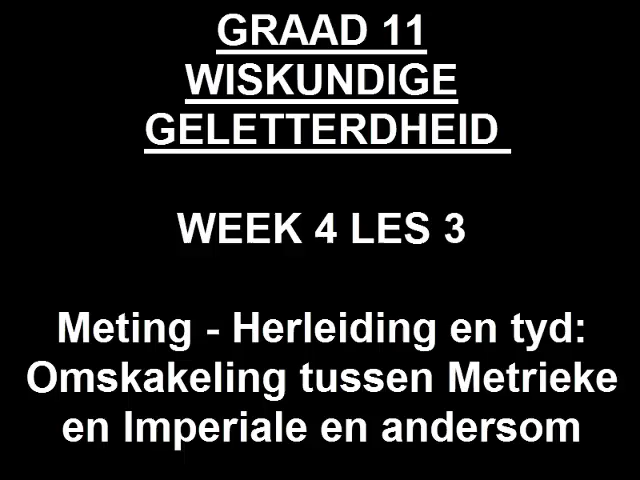 GRAAD 11
WISKUNDIGE
GELETTERDHEID
WEEK 4 LES 3
Meting - Herleiding en tyd:
Omskakeling tussen Metrieke
en Imperiale en andersom